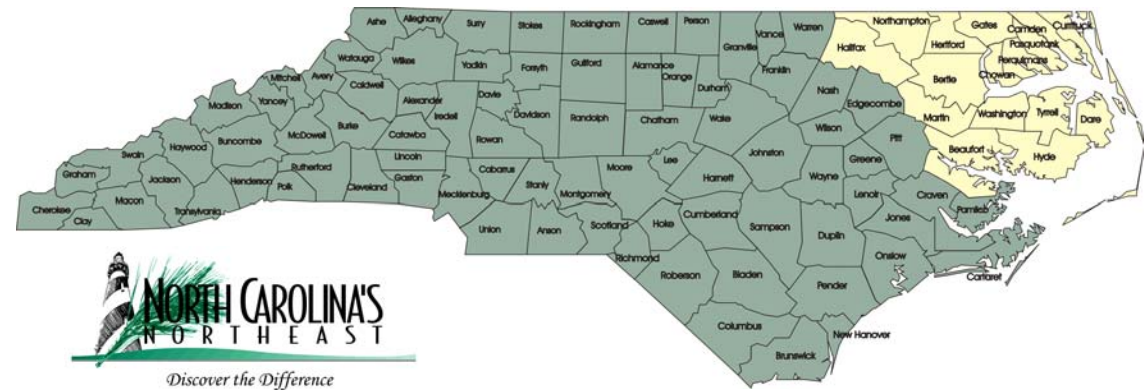 Ashe
Alleghany
Surry
Stokes
Rockingham
Caswell
Person
Granville
Vance
Warren
Northampton
Gates
Camden
Currituck
Halifax
Hertford
Pasquotank
Perquimans
Chowan
Watauga
Wilkes
Yadkin
Forsyth
Guilford
Alamance
Orange
Durham
Franklin
Nash
Bertie
Mitchell
Avery
Caldwell
Alexander
Iredell
Davie
Davidson
Edgecombe
Madison
Yancey
Martin
Washington
Tyrrell
Dare
Buncombe
McDowell
Burke
Catawba
Rowan
Randolph
Chatham
Wake
Wilson
Pitt
Beaufort
Hyde
Swain
Haywood
Rutherford
Lincoln
Cabarrus
Stanly
Montgomery
Moore
Lee
Johnston
Wayne
Greene
Graham
Jackson
Henderson
Polk
Cleveland
Gaston
Mecklenburg
Harnett
Lenoir
Craven
Pamlico
Cherokee
Clay
Macon
Transylvania
Union
Anson
Scotland
Richmond
Hoke
Cumberland
Sampson
Duplin
Jones
Onslow
Carteret
Roberson
Bladen
Pender
Columbus
Brunswick
New Hanover
NORTH CAROLINA'S
NORTHEAST
Discover the Difference